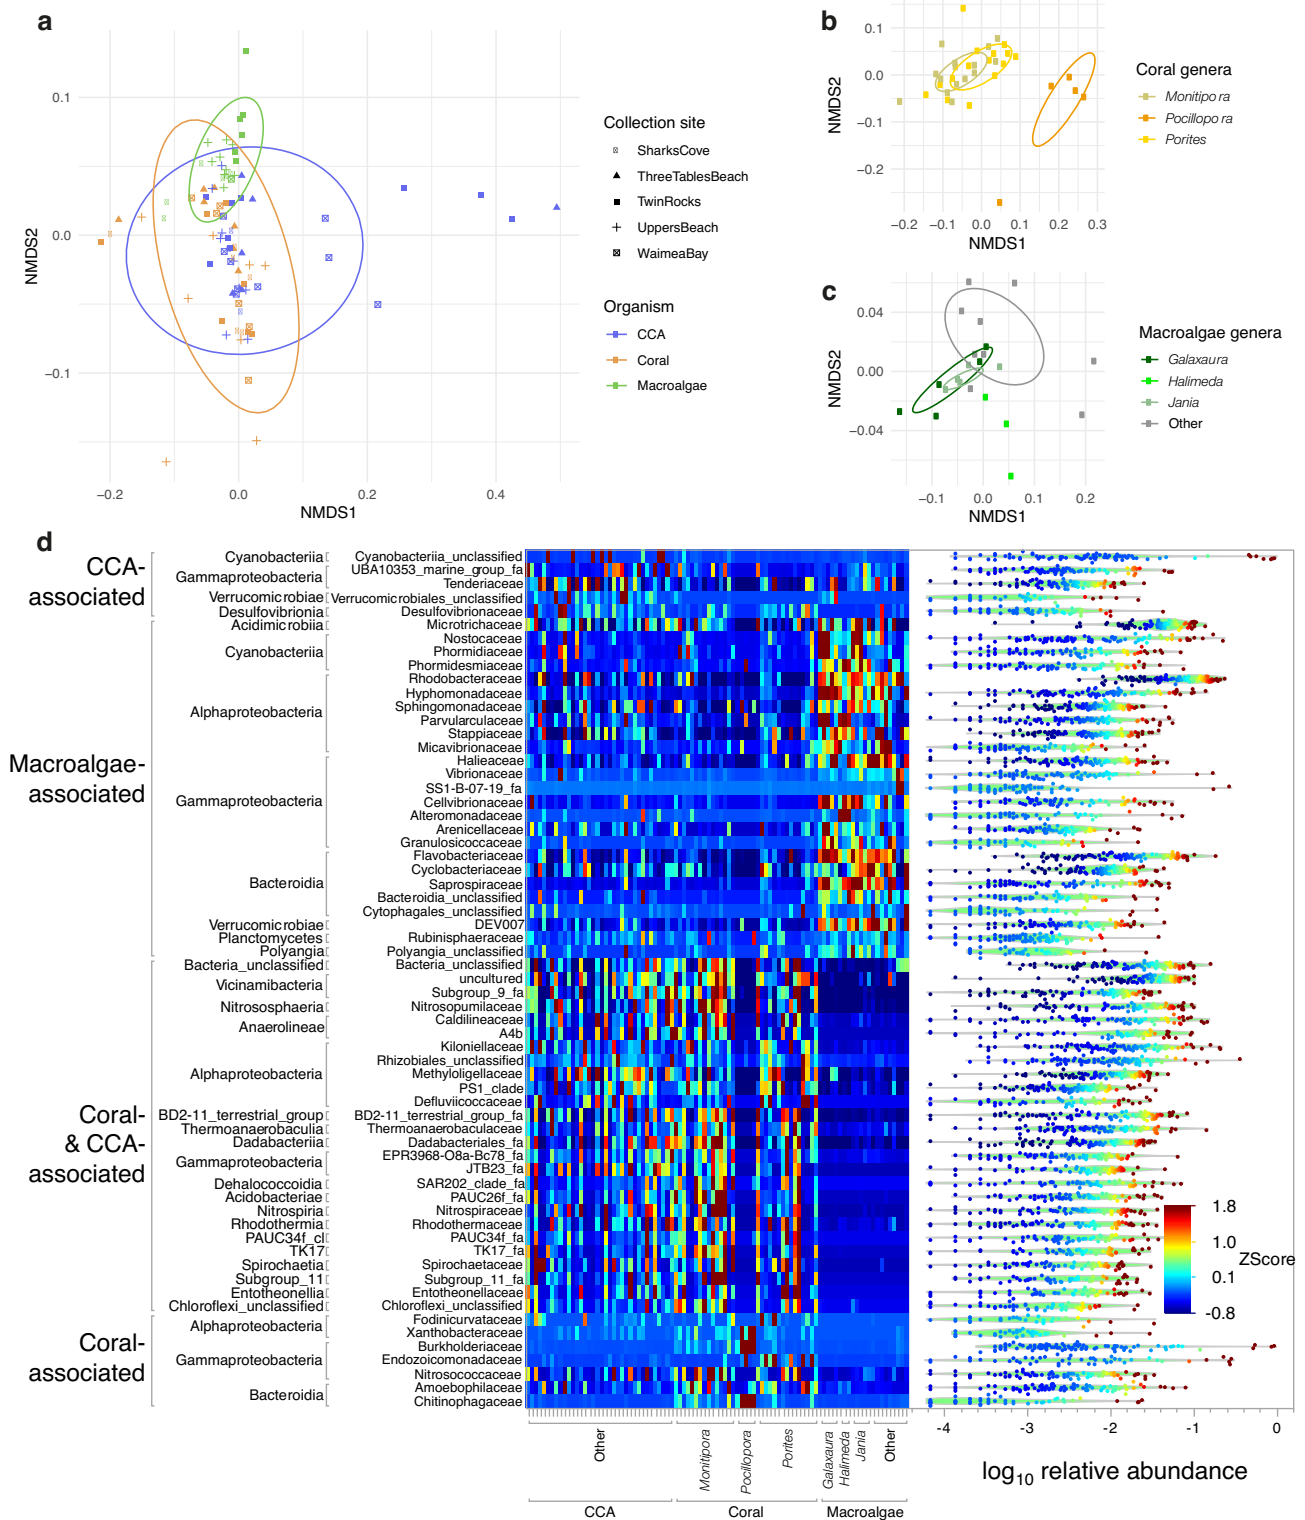 a
0.1
0.0
−0.1
NMDS2
−0.2
0.0
0.2
0.4
NMDS1
Collection site
SharksCove
ThreeTablesBeach
TwinRocks
UppersBeach
WaimeaBay
Organism
CCA
Coral
Macroalgae
b
0.1
0.0
−0.1
−0.2
NMDS2
−0.2
−0.1
0.0
0.1
0.2
0.3
NMDS1
Coral genera
Monitipo ra
Pocillopo ra
Porites
c
0.04
0.00
−0.04
NMDS2
−0.1
0.0
0.1
0.2
NMDS1
Macroalgae genera
Galaxaura
Halimeda
Jania
Other
d
CCA-
associated
Macroalgae-
associated
Coral-
& CCA-
associated
Coral-
associated
Cyanobacteriia
Gammaproteobacteria
Verrucomicrobiae
Desulfovibrionia
Acidimicrobiia
Cyanobacteriia
Alphaproteobacteria
Gammaproteobacteria
Bacteroidia
Verrucomicrobiae
Planctomycetes
Polyangia
Bacteria_unclassified
Vicinamibacteria
Nitrososphaeria
Anaerolineae
Alphaproteobacteria
BD2-11_terrestrial_group
Thermoanaerobaculia
Dadabacteriia
Gammaproteobacteria
Dehalococcoidia
Acidobacteriae
Nitrospiria
Rhodothermia
PAUC34f_cl
TK17
Spirochaetia
Subgroup_11
Entotheonellia
Chloroflexi_unclassified
Alphaproteobacteria
Gammaproteobacteria
Bacteroidia
Cyanobacteriia_unclassified
UBA10353_marine_group_fa
Tenderiaceae
Verrucomicrobiales_unclassified
Desulfovibrionaceae
Microtrichaceae
Nostocaceae
Phormidiaceae
Phormidesmiaceae
Rhodobacteraceae
Hyphomonadaceae
Sphingomonadaceae
Parvularculaceae
Stappiaceae
Micavibrionaceae
Halieaceae
Vibrionaceae
SS1-B-07-19_fa
Cellvibrionaceae
Alteromonadaceae
Arenicellaceae
Granulosicoccaceae
Flavobacteriaceae
Cyclobacteriaceae
Saprospiraceae
Bacteroidia_unclassified
Cytophagales_unclassified
DEV007
Rubinisphaeraceae
Polyangia_unclassified
Bacteria_unclassified
uncultured
Subgroup_9_fa
Nitrosopumilaceae
Caldilineaceae
A4b
Kiloniellaceae
Rhizobiales_unclassified
Methyloligellaceae
PS1_clade
Defluviicoccaceae
BD2-11_terrestrial_group_fa
Thermoanaerobaculaceae
Dadabacteriales_fa
EPR3968-O8a-Bc78_fa
JTB23_fa
SAR202_clade_fa
PAUC26f_fa
Nitrospiraceae
Rhodothermaceae
PAUC34f_fa
TK17_fa
Spirochaetaceae
Subgroup_11_fa
Entotheonellaceae
Chloroflexi_unclassified
Fodinicurvataceae
Xanthobacteraceae
Burkholderiaceae
Endozoicomonadaceae
Nitrosococcaceae
Amoebophilaceae
Chitinophagaceae
Other
Monitipora
Pocillopora
Porites
Galaxaura
Halimeda
Jania
Other
CCA
Coral
Macroalgae
1.8
1.0
0.1
-0.8
ZScore
-4
-3
-2
-1
0
log10 relative abundance